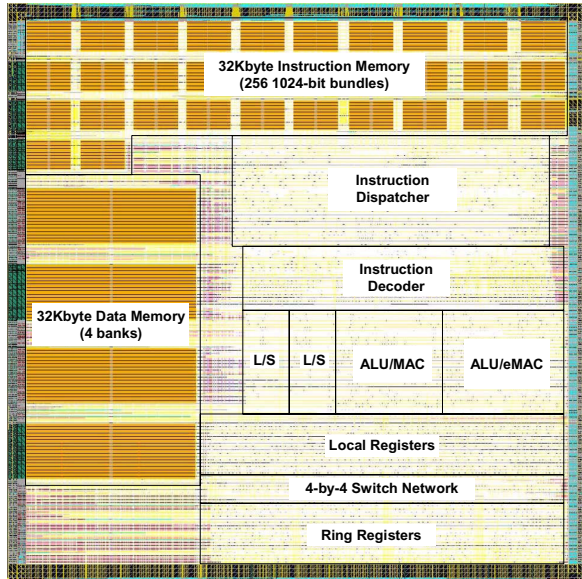 32Kbyte Instruction Memory
(256 1024-bit bundles)
Instruction
Dispatcher
Instruction
Decoder
32Kbyte Data Memory
(4 banks)
L/S
L/S
ALU/MAC
ALU/eMAC
Local Registers
4-by-4 Switch Network
Ring Registers